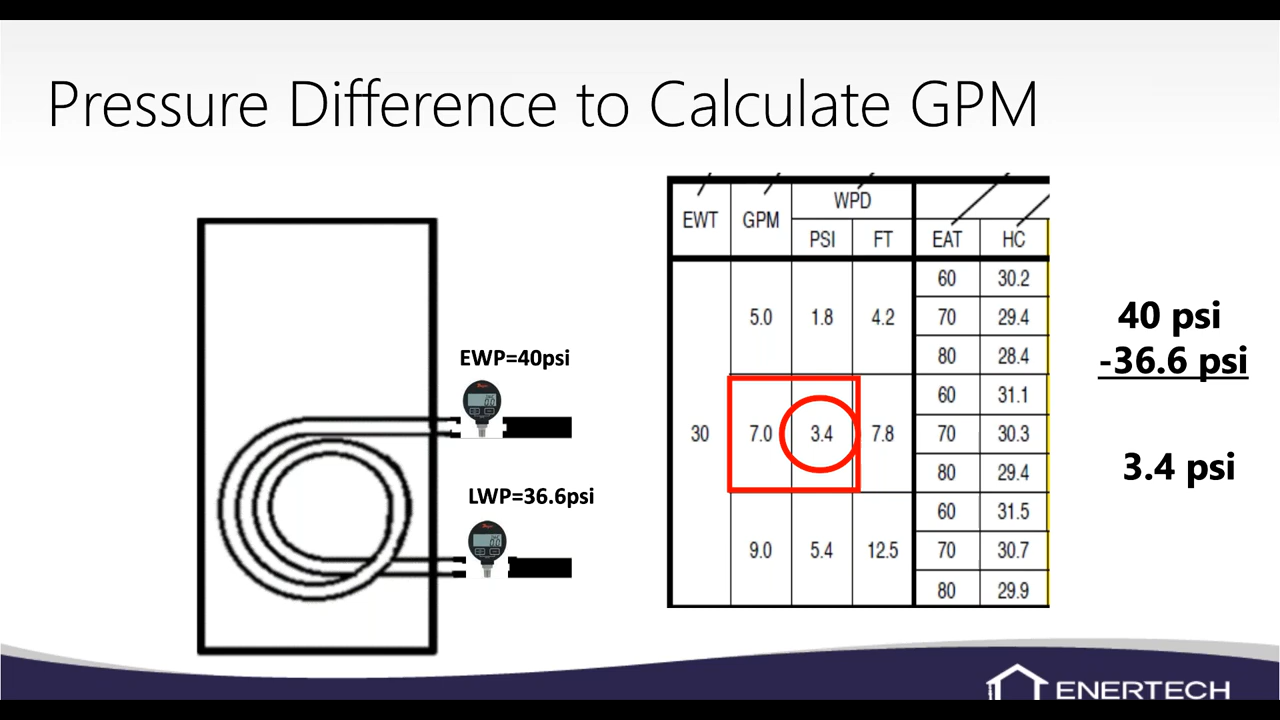 Pressure Difference to Calculate GPM
EWT GPM WPD
PSI FT EAT HC
60 30.2
5.0 1.8 4.2 70 29.4
80 28.4
60 31.1
30 7.0 3.4 7.8 70 30.3
80 29.4
60 31.5
9.0 5.4 12.5 70 30.7
80 29.9
EWP=40psi
LWP=36.6psi
40 psi
-36.6 psi
3.4 psi
ENERTECH